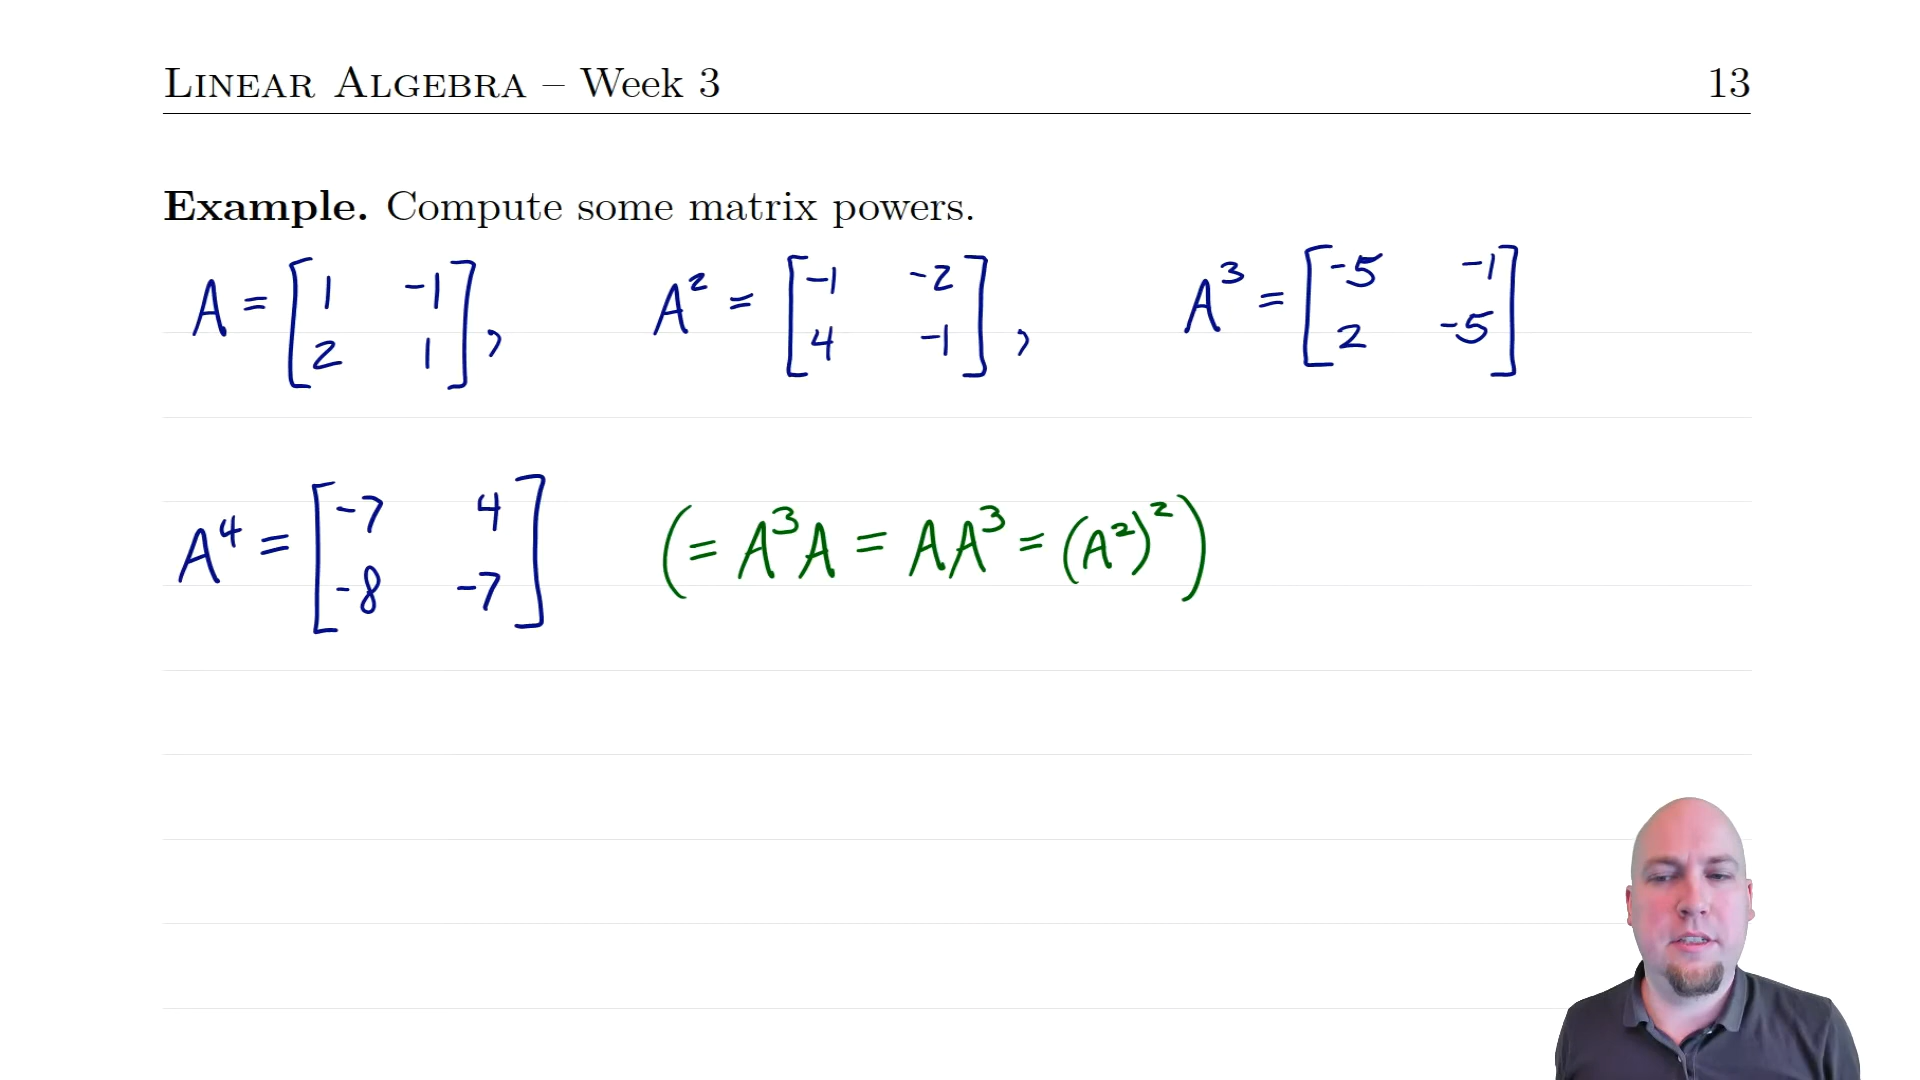 LINEAR ALGEBRA – Week 3 13
Example. Compute some matrix powers.
A = [1 -1; 2 1], A² = [-1 -2; 4 -1], A³ = [-5 -1; 2 -5]
A⁴ = [-7 4; -8 -7] (= A³A = AA³ = (A²)²)